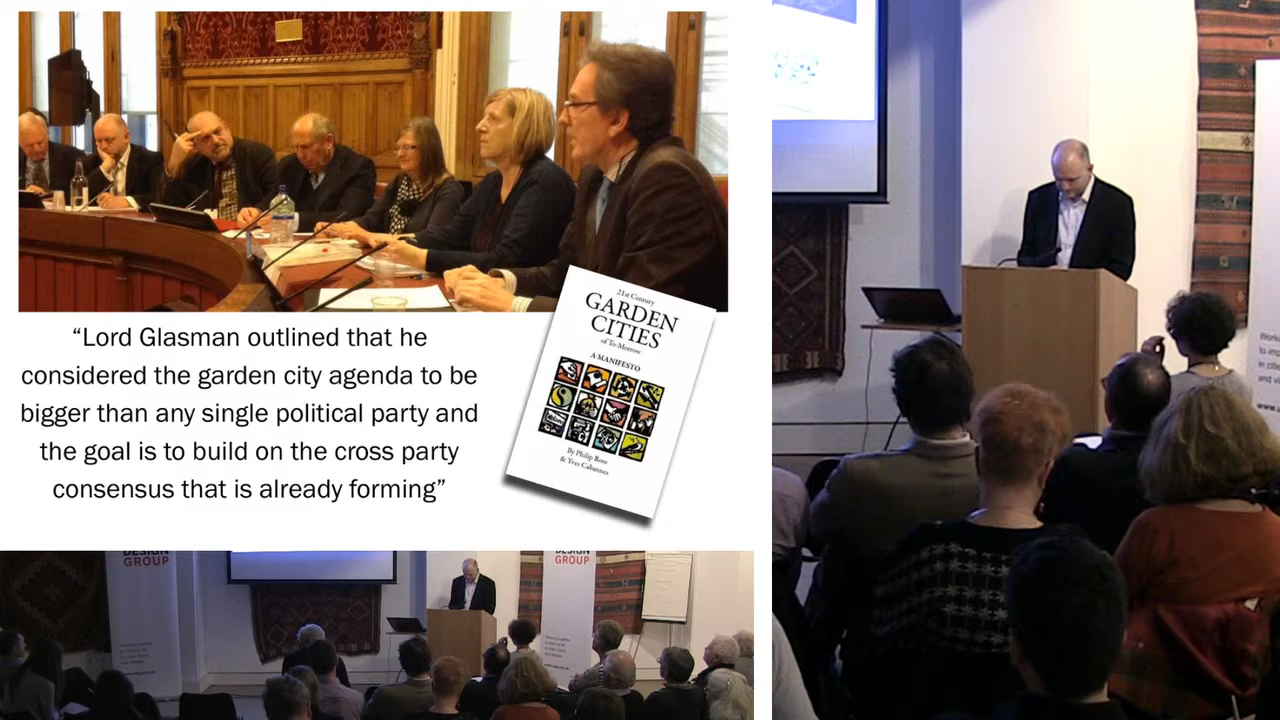 21st Century
GARDEN
CITIES
of To-Morrow
A MANIFESTO
By Philip Ross
& Yves Cabannes
“Lord Glasman outlined that he
considered the garden city agenda to be
bigger than any single political party and
the goal is to build on the cross party
consensus that is already forming”
DESIGN
GROUP
DESIGN
GROUP